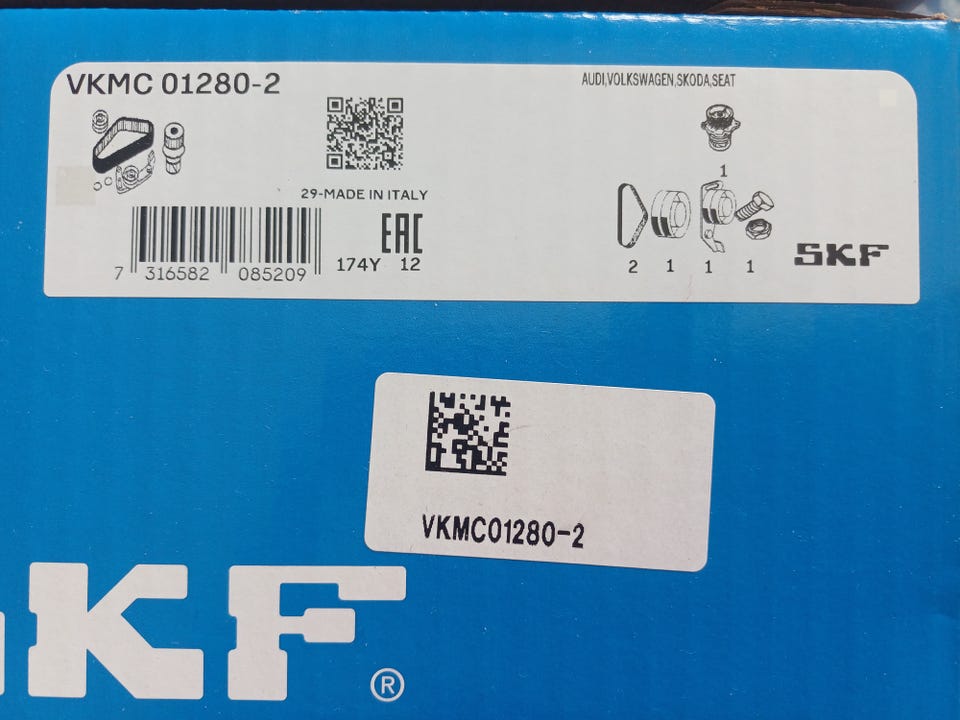 VKMC 01280-2
AUDI,VOLKSWAGEN,SKODA,SEAT
29-MADE IN ITALY
EAC
174Y 12
7 316582 085209
1
2 1 1 1
SKF
VKMC01280-2
SKF®